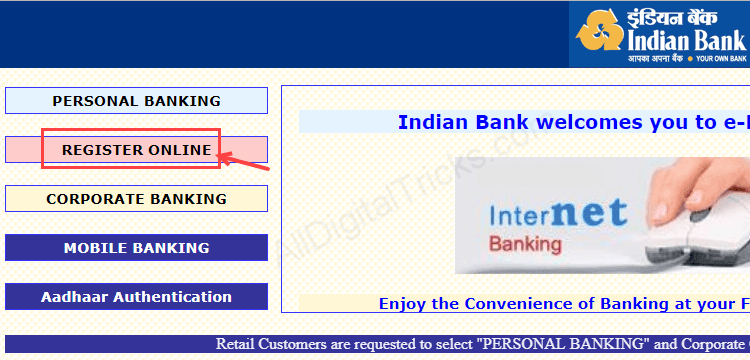 इंडियन बैंक
Indian Bank
आपका अपना बैंक YOUR OWN BANK
PERSONAL BANKING
REGISTER ONLINE
CORPORATE BANKING
MOBILE BANKING
Aadhaar Authentication
Indian Bank welcomes you to e-
Internet
Banking
AllDigitalTricks.com
Enjoy the Convenience of Banking at your F
Retail Customers are requested to select "PERSONAL BANKING" and Corporate